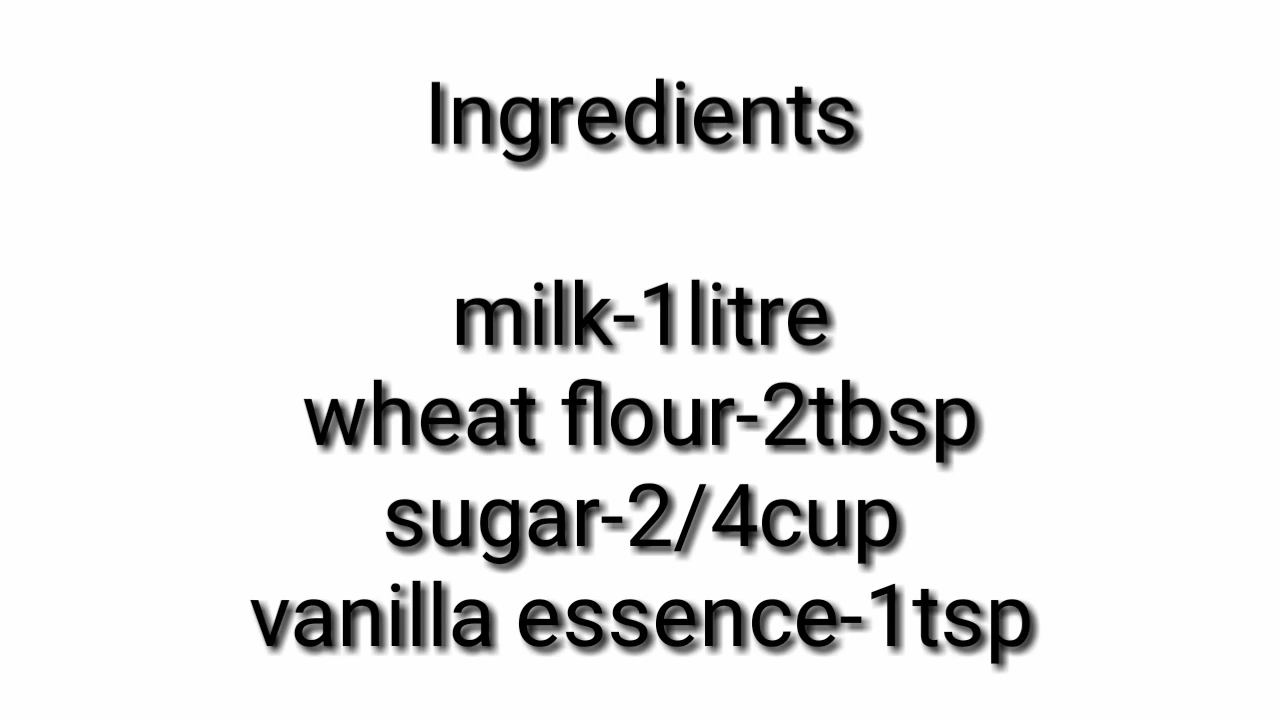 Ingredients
milk-1litre
wheat flour-2tbsp
sugar-2/4cup
vanilla essence-1tsp